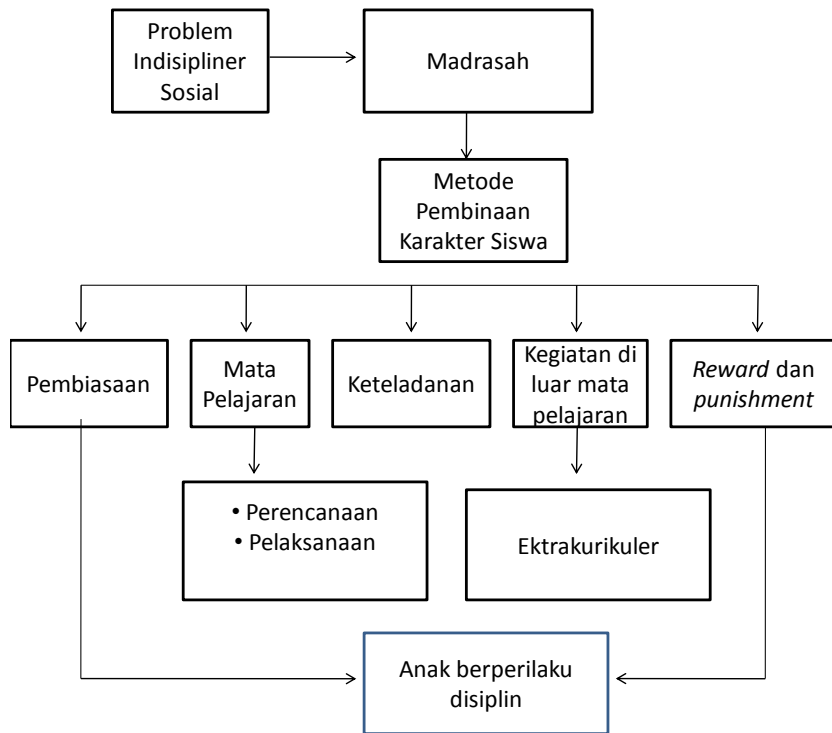 Problem
Indisipliner
Sosial
Madrasah
Metode
Pembinaan
Karakter Siswa
Pembiasaan
Mata
Pelajaran
Keteladanan
Kegiatan di
luar mata
pelajaran
Reward dan
punishment
• Perencanaan
• Pelaksanaan
Ektrakurikuler
Anak berperilaku
disiplin